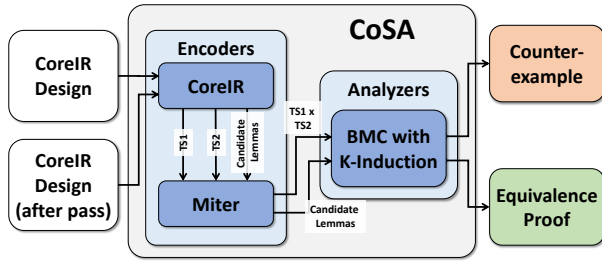 CoSA
Encoders
CoreIR
Design
CoreIR
TS1
TS2
Candidate
Lemmas
CoreIR
Design
(after pass)
Miter
TS1 x
TS2
Candidate
Lemmas
Analyzers
BMC with
K-Induction
Counter-
example
Equivalence
Proof